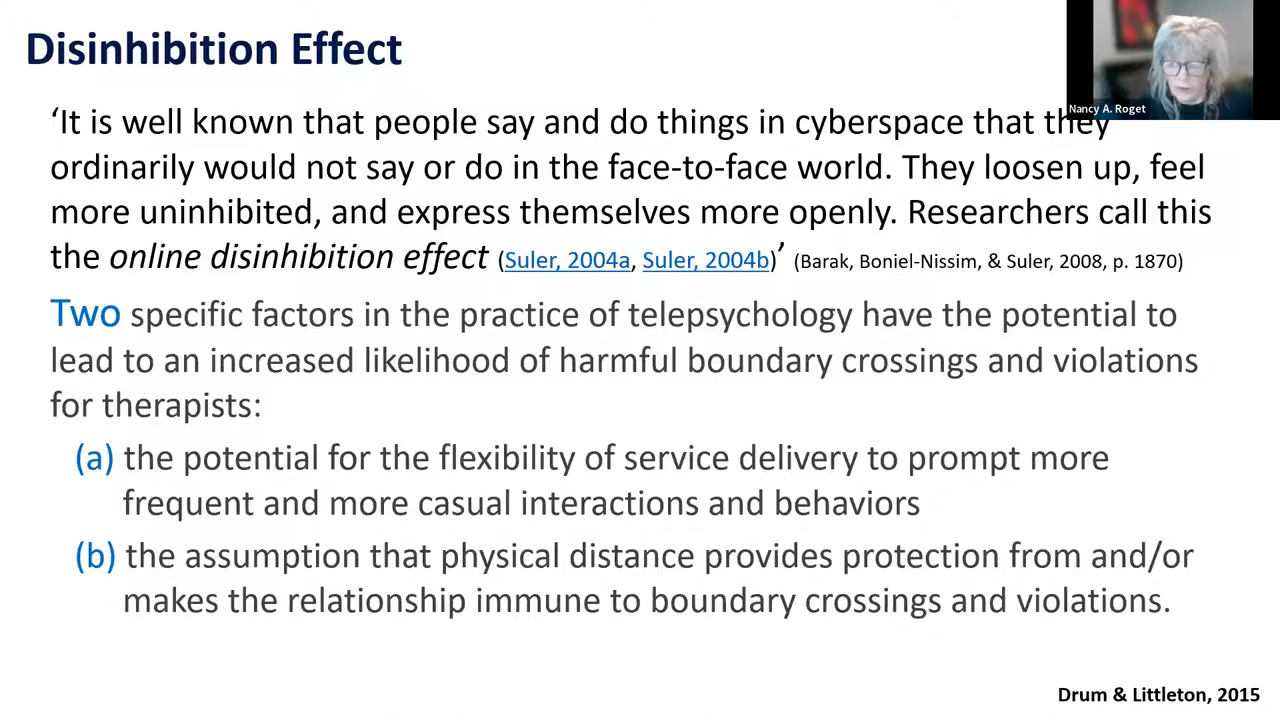 Disinhibition Effect
Nancy A. Roget
‘It is well known that people say and do things in cyberspace that they
ordinarily would not say or do in the face-to-face world. They loosen up, feel
more uninhibited, and express themselves more openly. Researchers call this
the online disinhibition effect (Suler, 2004a, Suler, 2004b)’ (Barak, Boniel-Nissim, & Suler, 2008, p. 1870)
Two specific factors in the practice of telepsychology have the potential to
lead to an increased likelihood of harmful boundary crossings and violations
for therapists:
(a) the potential for the flexibility of service delivery to prompt more
frequent and more casual interactions and behaviors
(b) the assumption that physical distance provides protection from and/or
makes the relationship immune to boundary crossings and violations.
Drum & Littleton, 2015